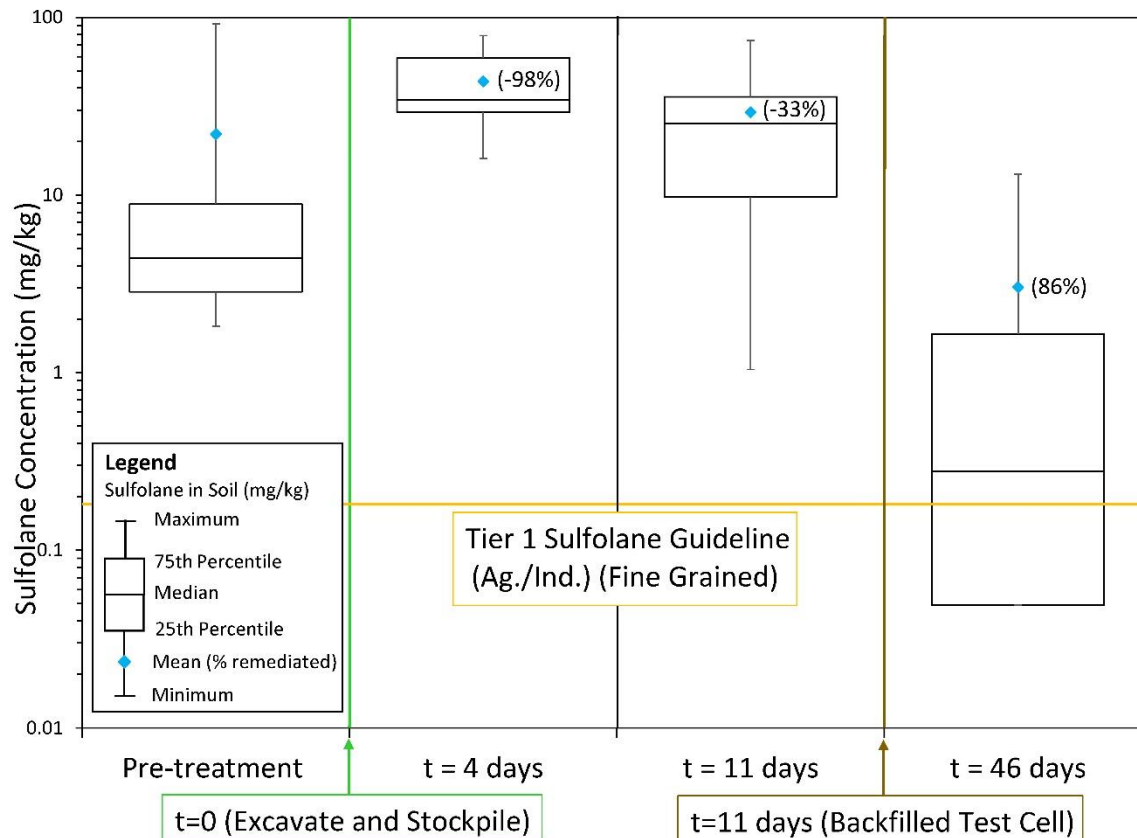 Sulfolane Concentration (mg/kg)
100
10
1
0.1
0.01
(-98%)
(-33%)
(86%)
Legend
Sulfolane in Soil (mg/kg)
Maximum
75th Percentile
Median
25th Percentile
Mean (% remediated)
Minimum
Tier 1 Sulfolane Guideline
(Ag./Ind.) (Fine Grained)
Pre-treatment
t = 4 days
t = 11 days
t = 46 days
t=0 (Excavate and Stockpile)
t=11 days (Backfilled Test Cell)